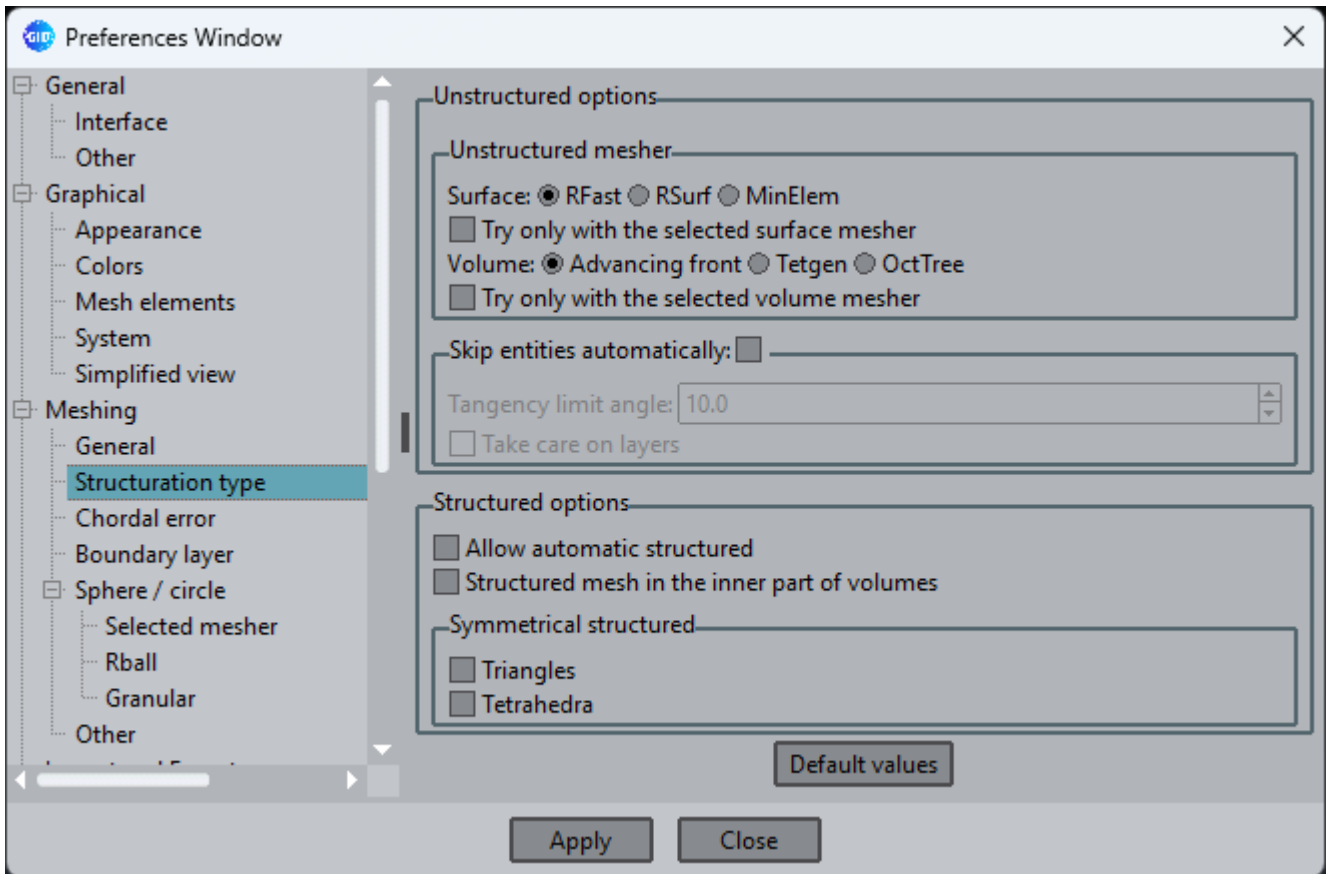 GiD
Preferences Window
General
Interface
Other
Graphical
Appearance
Colors
Mesh elements
System
Simplified view
Meshing
General
Structuration type
Chordal error
Boundary layer
Sphere / circle
Selected mesher
Rball
Granular
Other
Unstructured options
Unstructured mesher
Surface: RFast RSurf MinElem
Try only with the selected surface mesher
Volume: Advancing front Tetgen OctTree
Try only with the selected volume mesher
Skip entities automatically:
Tangency limit angle: 10.0
Take care on layers
Structured options
Allow automatic structured
Structured mesh in the inner part of volumes
Symmetrical structured
Triangles
Tetrahedra
Default values
Apply Close